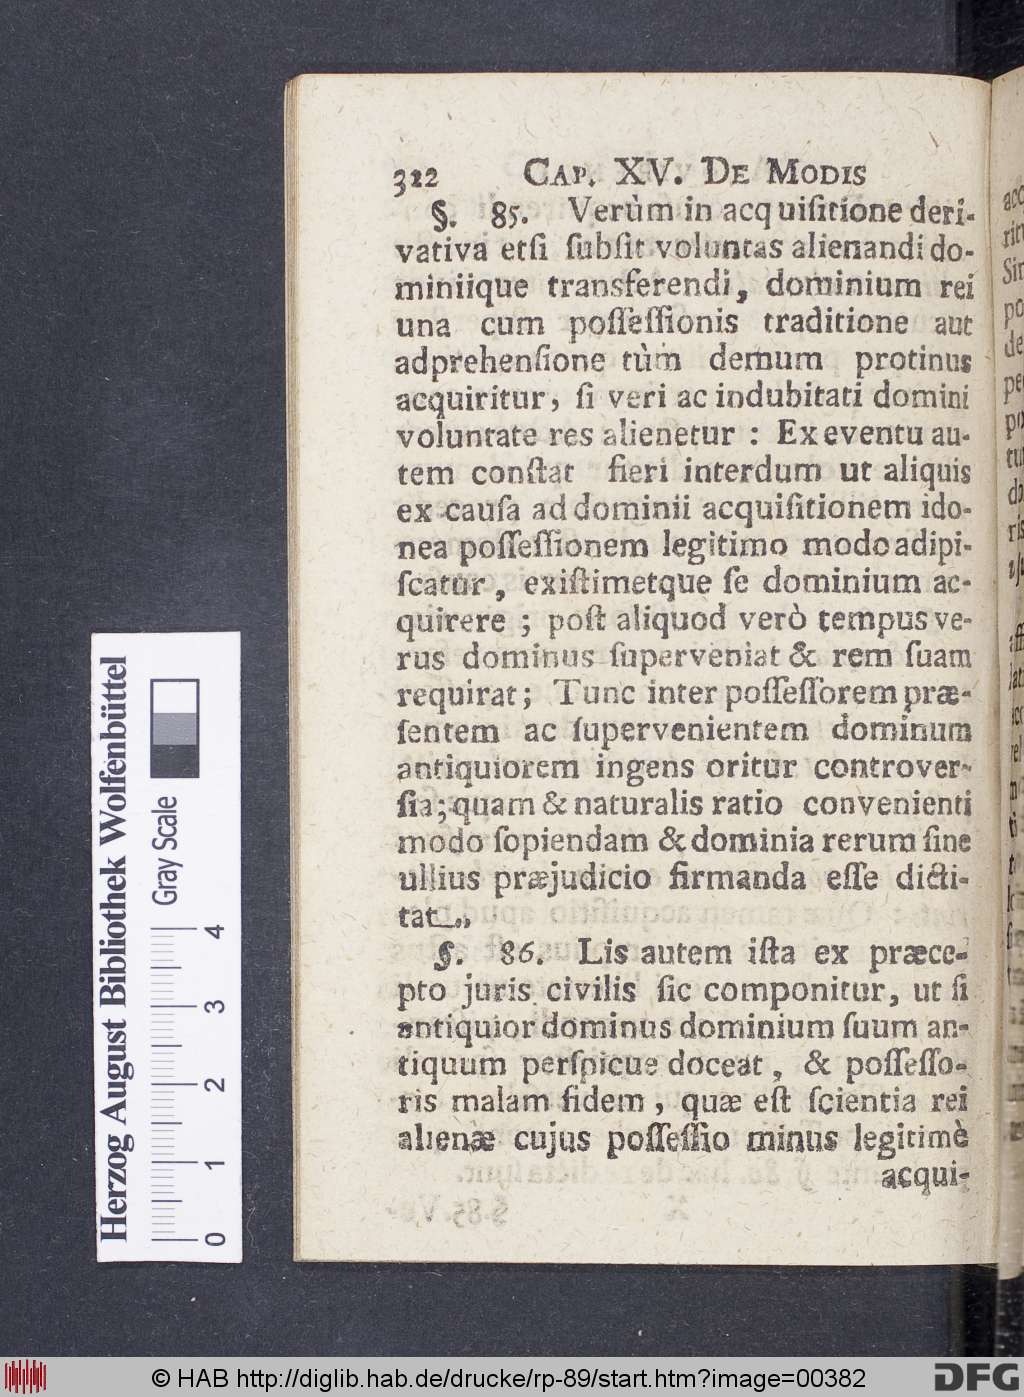 322 CAP. XV. DE MODIS
§. 85. Verùm in acquiſitione deri-
vativa etſi ſubſit voluntas alienandi do-
miniique transferendi, dominium rei
una cum poſſeſſionis traditione aut
adprehenſione tùm demum protinus
acquiritur, ſi veri ac indubitati domini
voluntate res alienetur : Ex eventu au-
tem conſtat fieri interdum ut aliquis
ex cauſa ad dominii acquiſitionem ido-
nea poſſeſſionem legitimo modo adipi-
ſcatur, exiſtimetque ſe dominium ac-
quirere ; poſt aliquod verò tempus ve-
rus dominus ſuperveniat & rem ſuam
requirat; Tunc inter poſſeſſorem præ-
ſentem ac ſupervenientem dominum
antiquiorem ingens oritur controver-
ſia; quam & naturalis ratio convenienti
modo ſopiendam & dominia rerum ſine
ullius præjudicio firmanda eſſe dicti-
tat.
§. 86. Lis autem iſta ex præce-
pto juris civilis ſic componitur, ut ſi
antiquior dominus dominium ſuum an-
tiquum perſpicue doceat, & poſſeſſo-
ris malam fidem, quæ eſt ſcientia rei
alienæ cujus poſſeſſio minus legitimè
acqui-
Herzog August Bibliothek Wolfenbüttel
Gray Scale
0 1 2 3 4
© HAB http://diglib.hab.de/drucke/rp-89/start.htm?image=00382
DFG